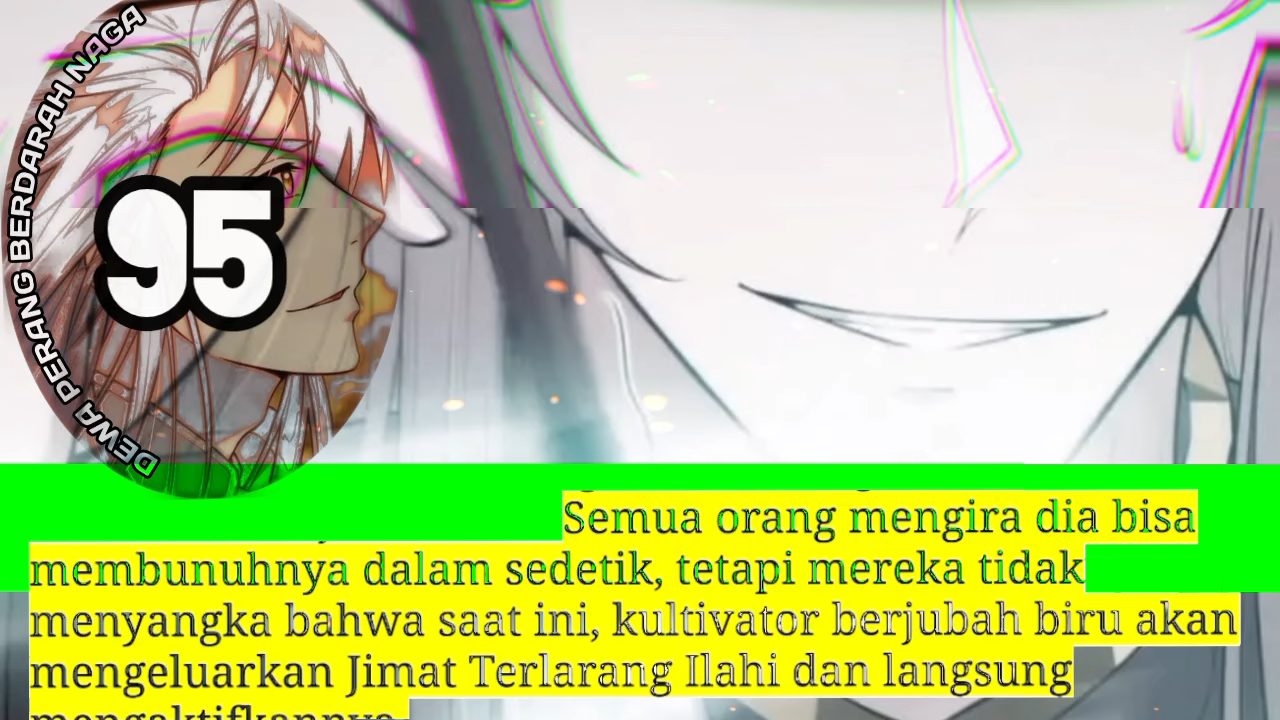 DEWA PERANG BERDARAH NAGA
95
Semua orang mengira dia bisa
membunuhnya dalam sedetik, tetapi mereka tidak
menyangka bahwa saat ini, kultivator berjubah biru akan
mengeluarkan Jimat Terlarang Ilahi dan langsung
mengaktifkannya.